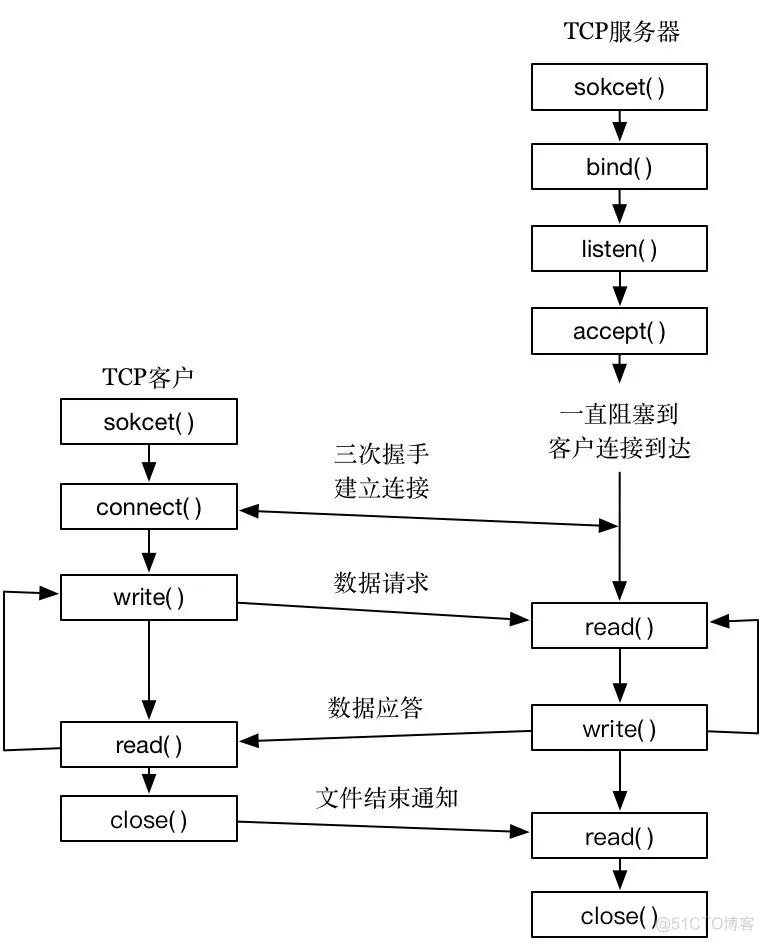 TCP服务器
sokcet( )
bind( )
listen( )
accept( )
一直阻塞到
客户连接到达
TCP客户
sokcet( )
三次握手
建立连接
connect( )
数据请求
write( )
read( )
数据应答
write( )
read( )
文件结束通知
close( )
read( )
close( )
@51CTO博客